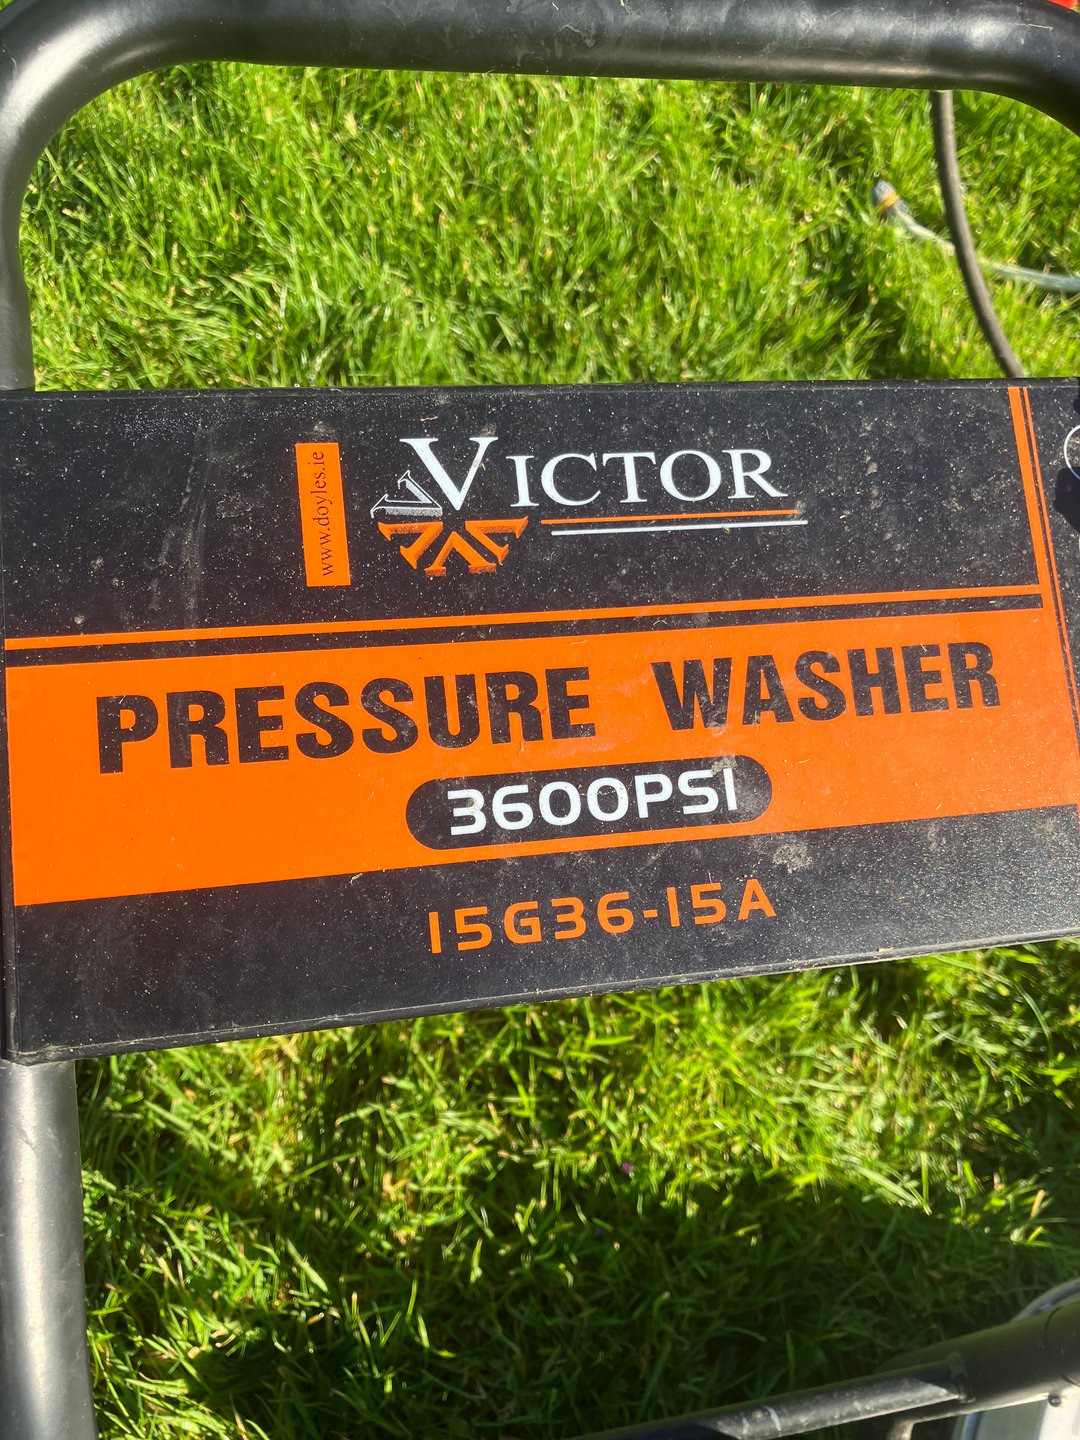 www.doyles.ie
VICTOR
PRESSURE WASHER
3600PSI
15G36-15A